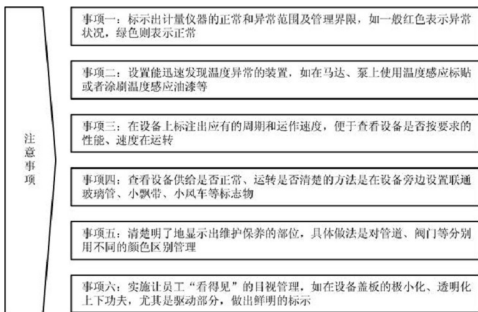 注意事项
事项一：标示出计量仪器的正常和异常范围及管理界限，如一般红色表示异常
状况，绿色则表示正常
事项二：设置能迅速发现温度异常的装置，如在马达、泵上使用温度感应标贴
或者涂刷温度感应油漆等
事项三：在设备上标注出应有的周期和运作速度，便于查看设备是否按要求的
性能、速度在运转
事项四：查看设备供给是否正常、运转是否清楚的方法是在设备旁边设置联通
玻璃管、小飘带、小风车等标志物
事项五：清楚明了地显示出维护保养的部位，具体做法是对管道、阀门等分别
用不同的颜色区别管理
事项六：实施让员工“看得见”的目视管理，如在设备盖板的极小化、透明化
上下功夫，尤其是驱动部分，做出鲜明的标示